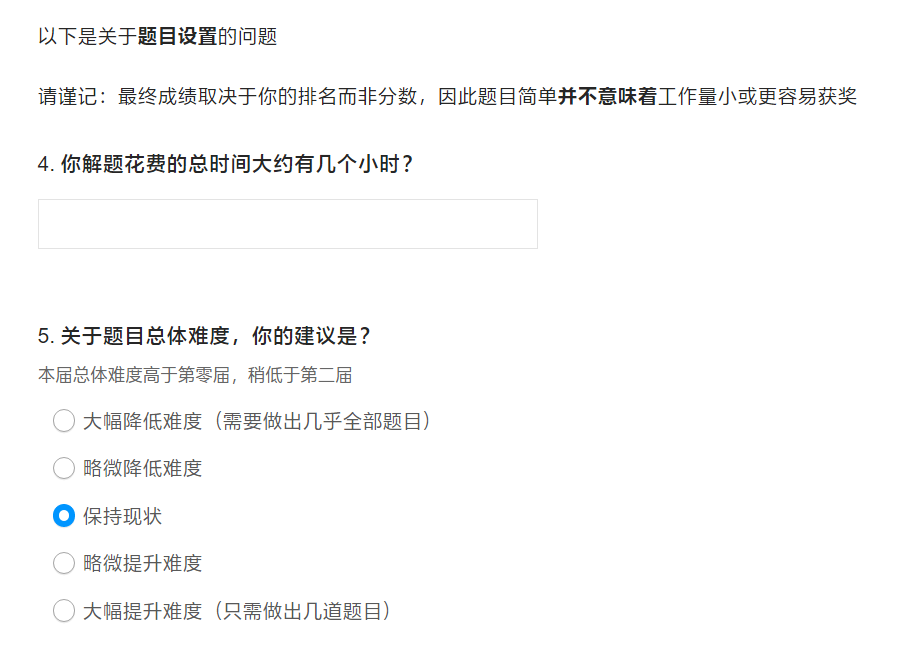 以下是关于题目设置的问题
请谨记：最终成绩取决于你的排名而非分数，因此题目简单并不意味着工作量小或更容易获奖
4. 你解题花费的总时间大约有几个小时？
5. 关于题目总体难度，你的建议是？
本届总体难度高于第零届，稍低于第二届
大幅降低难度（需要做出几乎全部题目）
略微降低难度
保持现状
略微提升难度
大幅提升难度（只需做出几道题目）